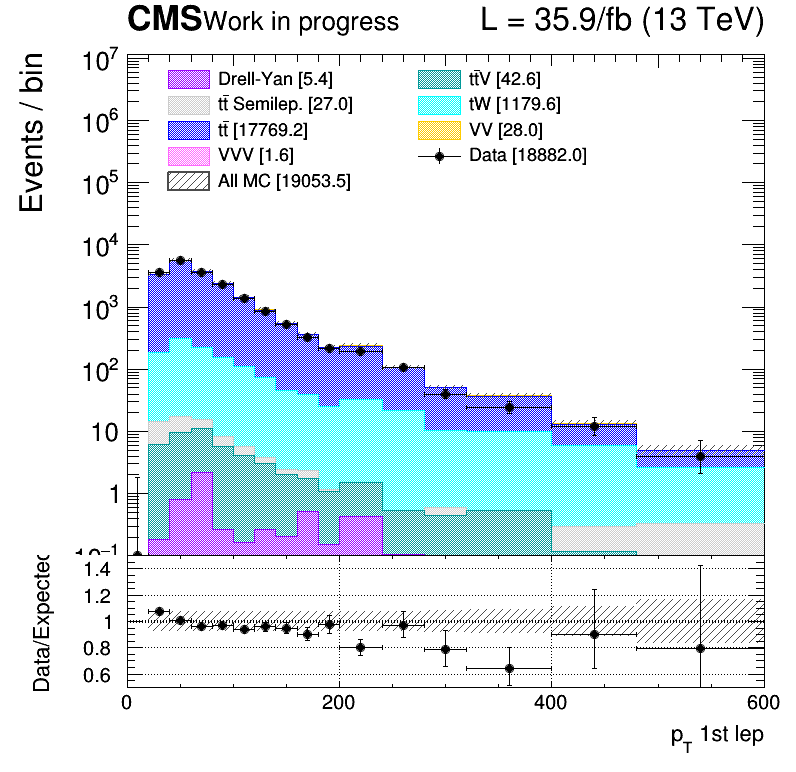 CMS Work in progress L = 35.9/fb (13 TeV)
Events / bin
Drell-Yan [5.4]
tt̄ Semilep. [27.0]
tt̄ [17769.2]
VVV [1.6]
All MC [19053.5]
tt̄V [42.6]
tW [1179.6]
VV [28.0]
Data [18882.0]
10⁷
10⁶
10⁵
10⁴
10³
10²
10
1
10⁻¹
Data/Expected
1.4
1.2
1
0.8
0.6
0 200 400 600
p_T 1st lep